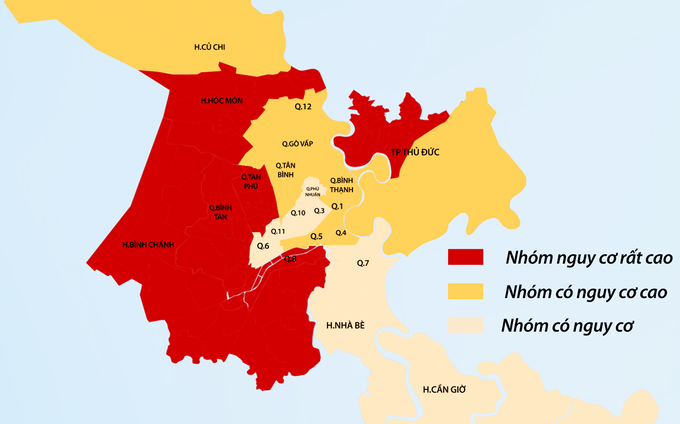 H.CỦ CHI
H.HÓC MÔN
Q.12
Q.GÒ VẤP
TP THỦ ĐỨC
Q.TÂN
BÌNH
Q.TÂN
PHÚ
Q.BÌNH
THẠNH
Q.PHÚ
NHUẬN
Q.BÌNH
TÂN
Q.10
Q.3
Q.1
Q.11
Q.5
Q.4
H.BÌNH CHÁNH
Q.6
Q.8
Q.7
Nhóm nguy cơ rất cao
Nhóm có nguy cơ cao
Nhóm có nguy cơ
H.NHÀ BÈ
H.CẦN GIỜ